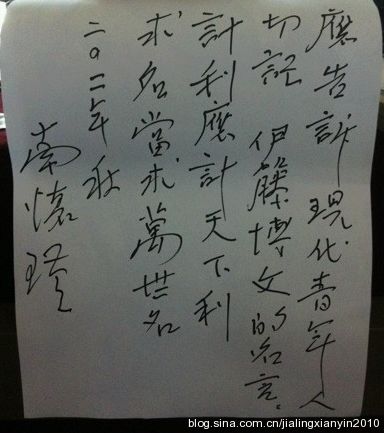 應告訴现代青年人
切記 伊藤博文的名言。
計利應計天下利
求名當求萬世名
二〇一一年秋
南懷瑾
blog.sina.com.cn/jialingxianyin2010